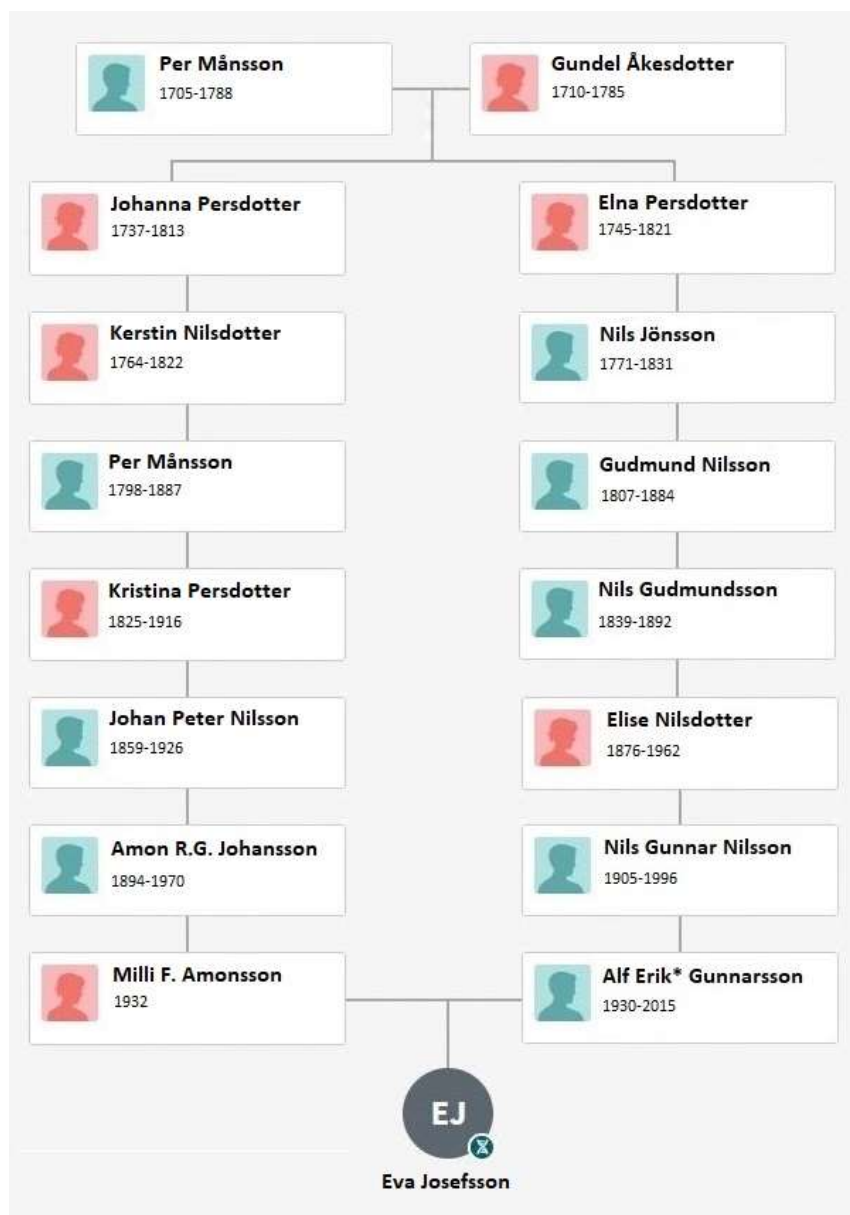 Per Månsson
1705-1788
Gundel Åkesdotter
1710-1785
Johanna Persdotter
1737-1813
Elna Persdotter
1745-1821
Kerstin Nilsdotter
1764-1822
Nils Jönsson
1771-1831
Per Månsson
1798-1887
Gudmund Nilsson
1807-1884
Kristina Persdotter
1825-1916
Nils Gudmundsson
1839-1892
Johan Peter Nilsson
1859-1926
Elise Nilsdotter
1876-1962
Amon R.G. Johansson
1894-1970
Nils Gunnar Nilsson
1905-1996
Milli F. Amonsson
1932
Alf Erik* Gunnarsson
1930-2015
EJ
Eva Josefsson